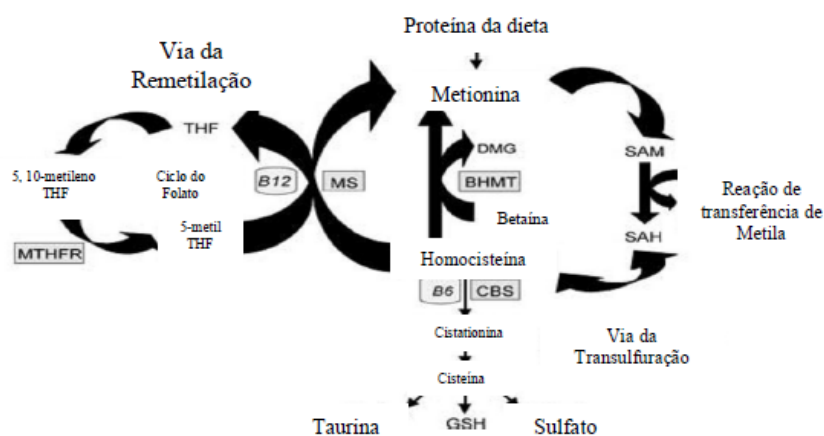 Proteína da dieta
Via da
Remetilação
Metionina
THF
DMG
SAM
5, 10-metileno
THF
Ciclo do
Folato
B12
MS
BHMT
Reação de
transferência de
Metila
Betaína
5-metil
THF
MTHFR
SAH
Homocisteína
B6
CBS
Cistationina
Via da
Transulfuração
Cisteína
Taurina
GSH
Sulfato